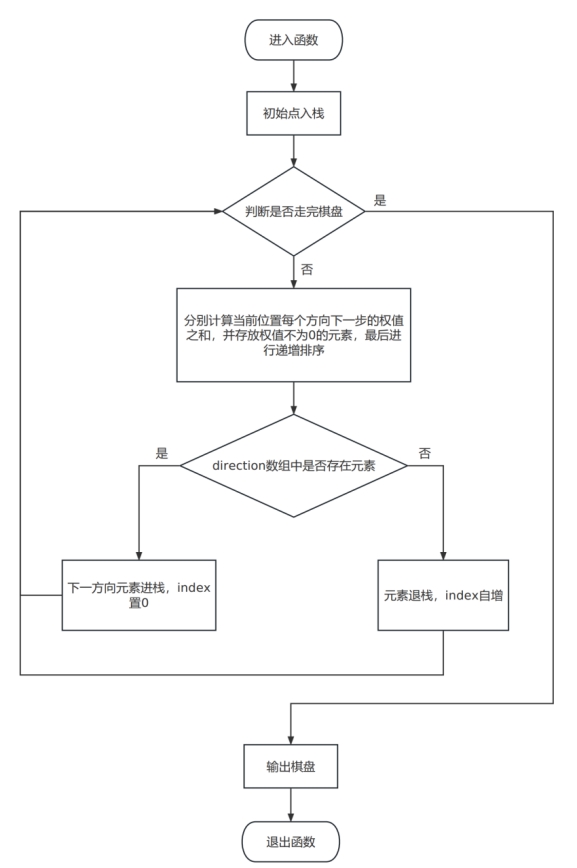 进入函数
初始点入栈
判断是否走完棋盘
是
否
分别计算当前位置每个方向下一步的权值
之和，并存放权值不为0的元素，最后进
行递增排序
direction数组中是否存在元素
是
否
下一方向元素进栈，index
置0
元素退栈，index自增
输出棋盘
退出函数